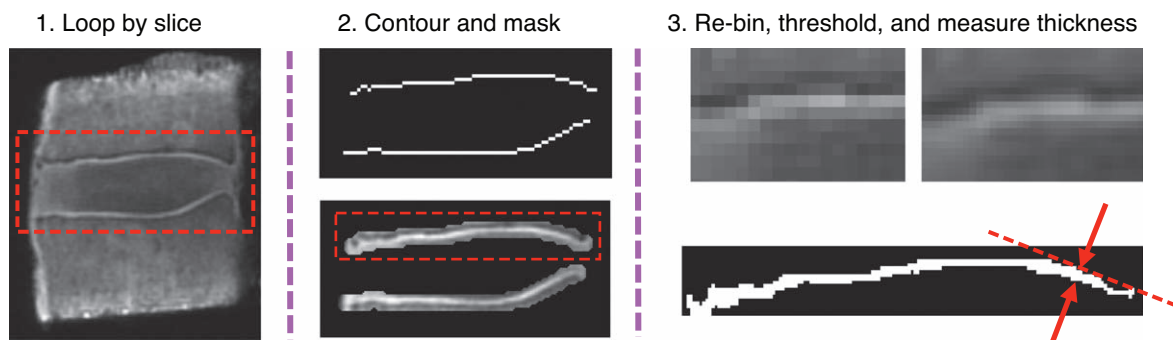 1. Loop by slice
2. Contour and mask
3. Re-bin, threshold, and measure thickness